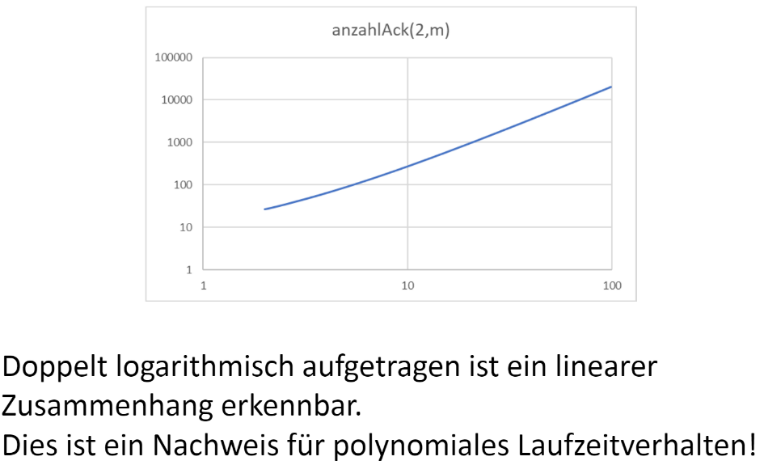 anzahlAck(2,m)
100000
10000
1000
100
10
1
1 10 100
Doppelt logarithmisch aufgetragen ist ein linearer
Zusammenhang erkennbar.
Dies ist ein Nachweis für polynomiales Laufzeitverhalten!